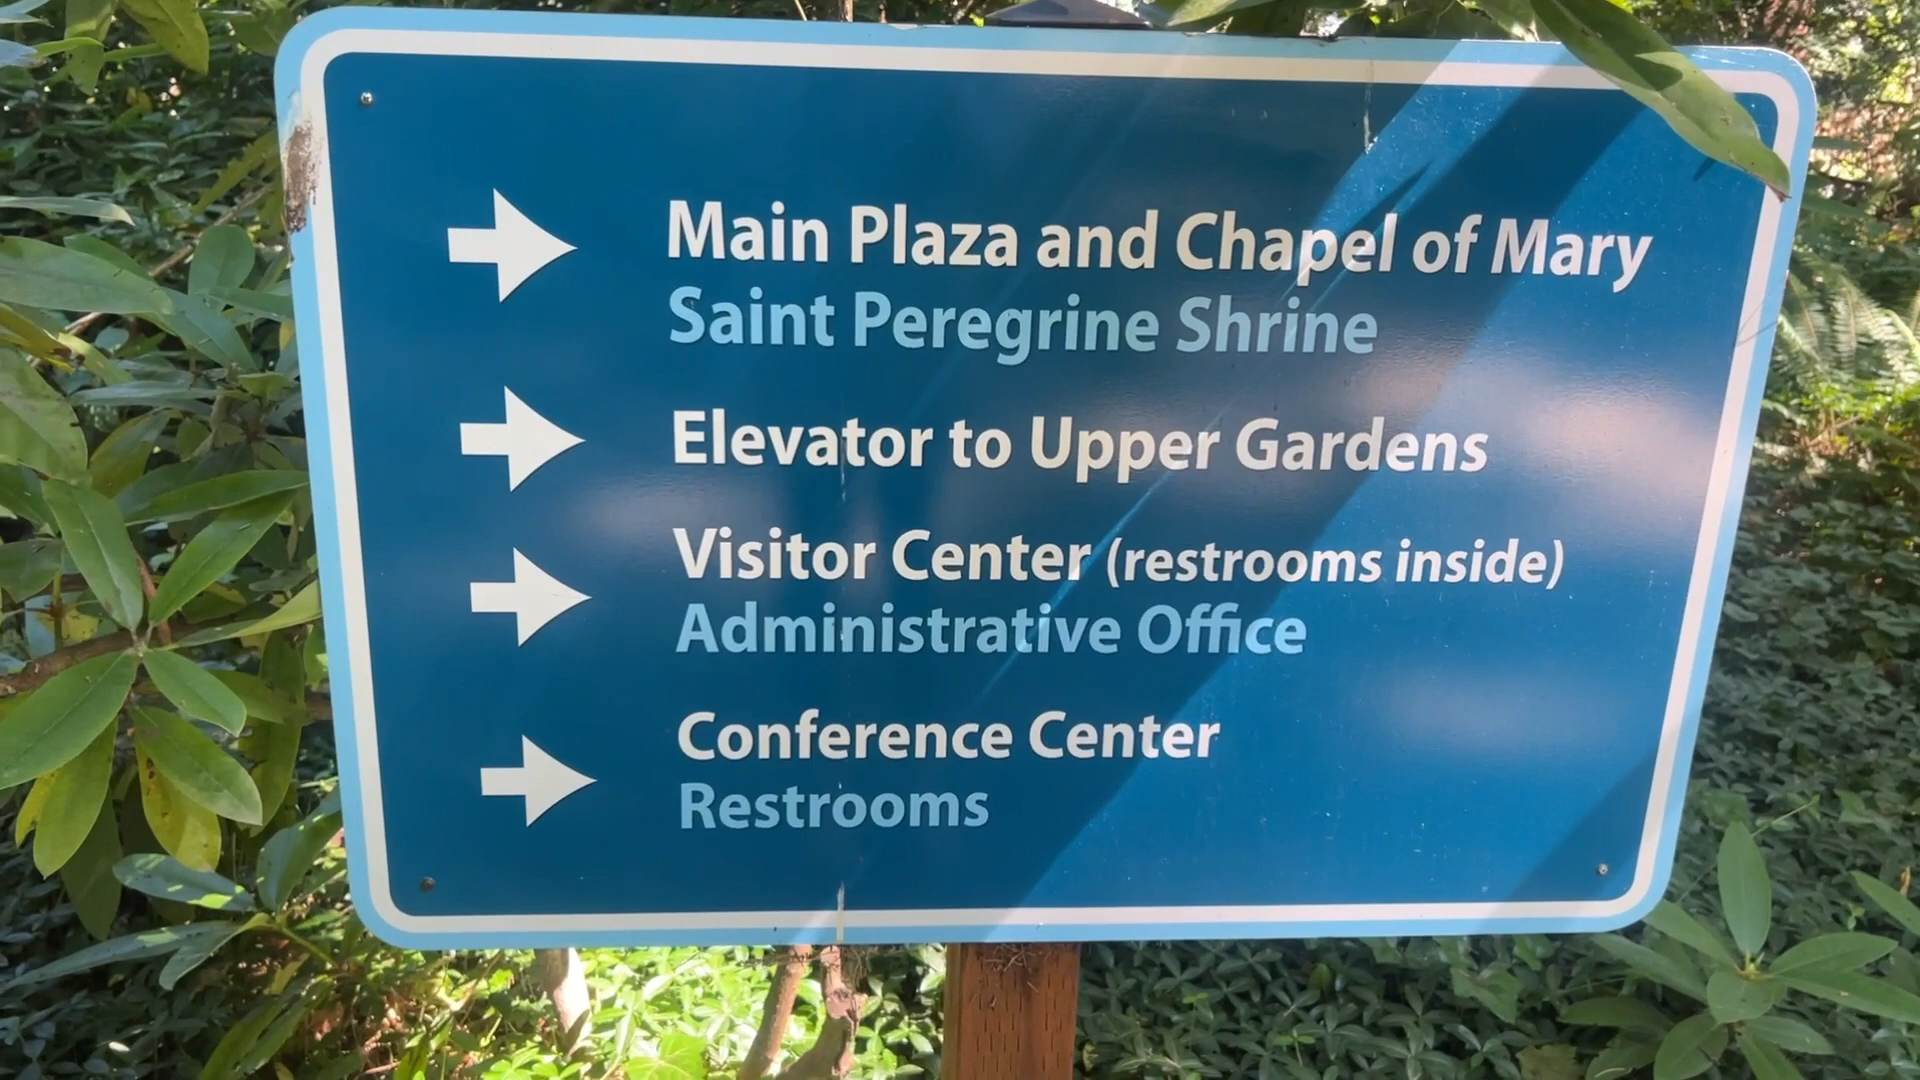 Main Plaza and Chapel of Mary
Saint Peregrine Shrine
Elevator to Upper Gardens
Visitor Center (restrooms inside)
Administrative Office
Conference Center
Restrooms